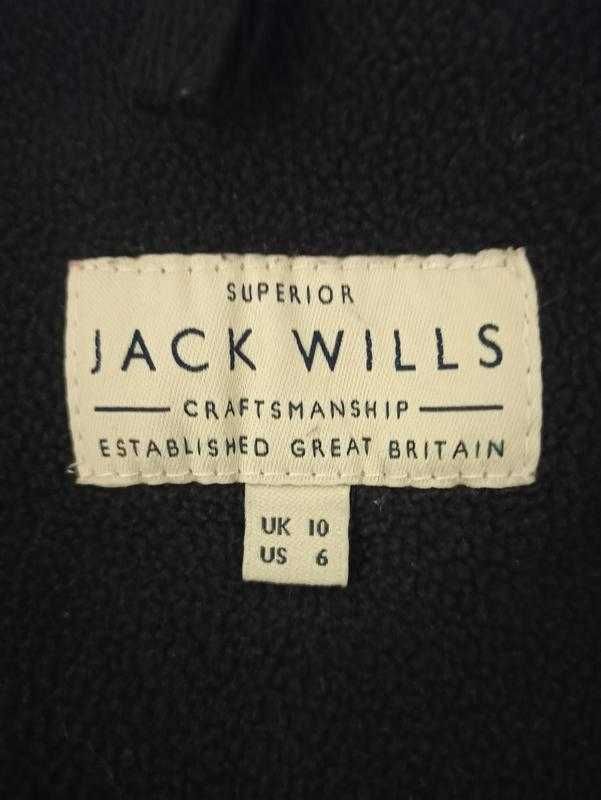 SUPERIOR
JACK WILLS
CRAFTSMANSHIP
ESTABLISHED GREAT BRITAIN
UK 10
US 6